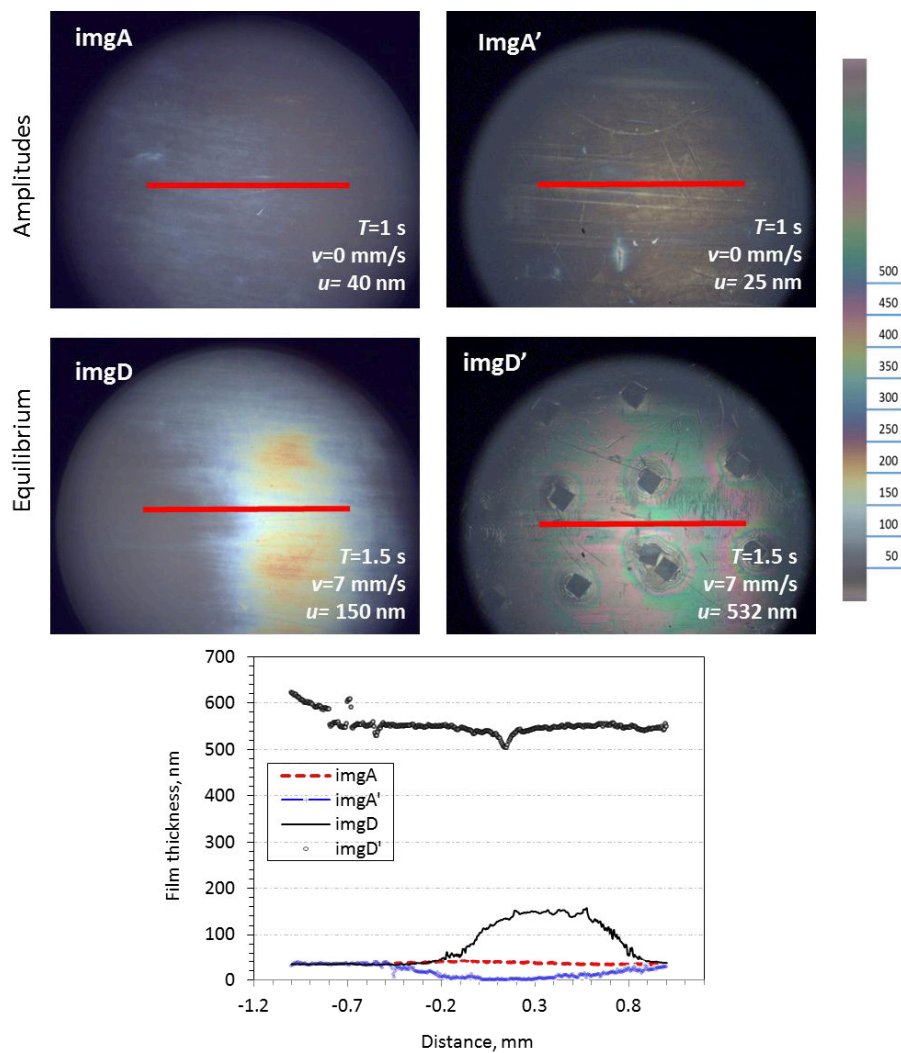 Amplitudes
imgA
T=1 s
v=0 mm/s
u= 40 nm
ImgA’
T=1 s
v=0 mm/s
u= 25 nm
Equilibrium
imgD
T=1.5 s
v=7 mm/s
u= 150 nm
imgD’
T=1.5 s
v=7 mm/s
u= 532 nm
500
450
400
350
300
250
200
150
100
50
Film thickness, nm
700
600
500
400
300
200
100
0
imgA
imgA'
imgD
imgD'
-1.2
-0.7
-0.2
0.3
0.8
Distance, mm